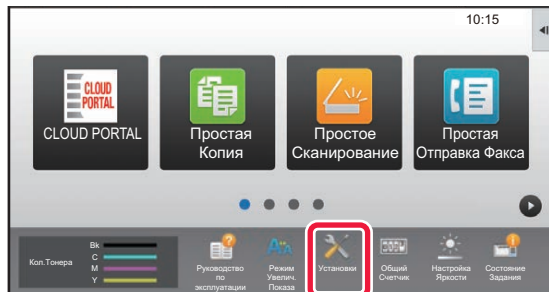 10:15
CLOUD
PORTAL
CLOUD PORTAL
Простая
Копия
Простое
Сканирование
Простая
Отправка Факса
Кол.Тонера
Bk
C
M
Y
Руководство
по
эксплуатации
Режим
Увелич.
Показа
Установки
Общий
Счетчик
Настройка
Яркости
Состояние
Задания